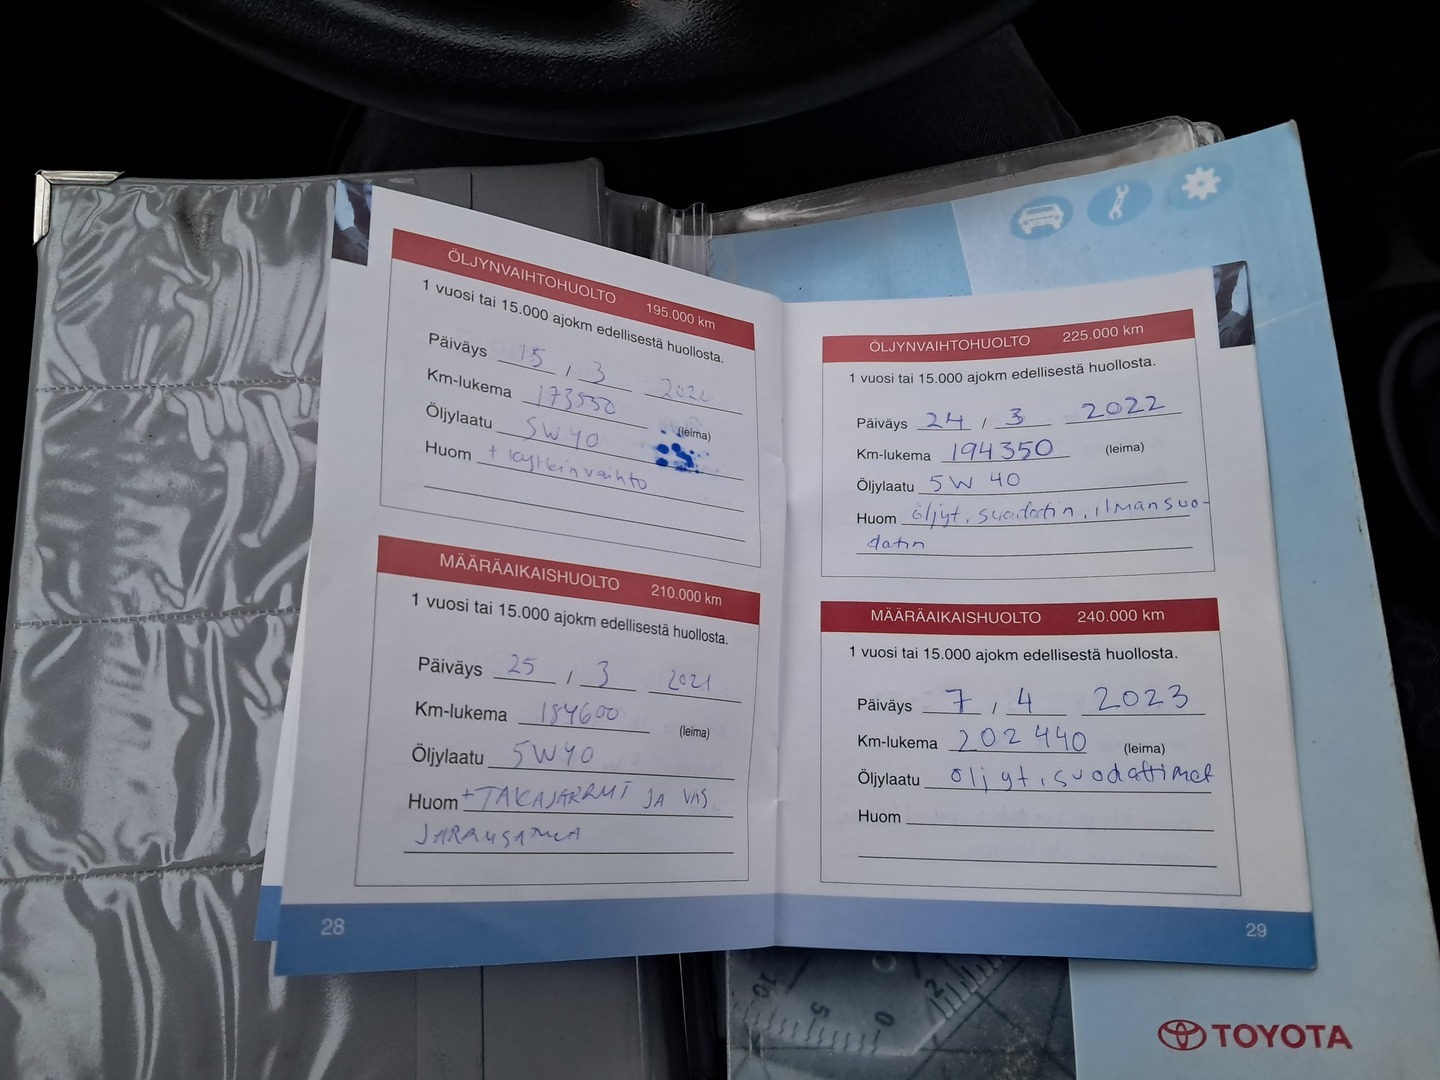 ÖLJYNVAIHTOHUOLTO 195.000 km
1 vuosi tai 15.000 ajokm edellisestä huollosta.
Päiväys 15 , 3 2020
Km-lukema 173550
Öljylaatu 5W40 (leima)
Huom + kytkinvaihto
MÄÄRÄAIKAISHUOLTO 210.000 km
1 vuosi tai 15.000 ajokm edellisestä huollosta.
Päiväys 25 , 3 2021
Km-lukema 184600 (leima)
Öljylaatu 5W40
Huom + TAKAJARRUT JA VAS
JARRUSATULA
28
ÖLJYNVAIHTOHUOLTO 225.000 km
1 vuosi tai 15.000 ajokm edellisestä huollosta.
Päiväys 24 , 3 2022
Km-lukema 194350 (leima)
Öljylaatu 5W 40
Huom öljyt, suodatin, ilmansuo-
datin
MÄÄRÄAIKAISHUOLTO 240.000 km
1 vuosi tai 15.000 ajokm edellisestä huollosta.
Päiväys 7 , 4 2023
Km-lukema 202440 (leima)
Öljylaatu öljyt, suodattimet
Huom
29
10 5 0 2
TOYOTA